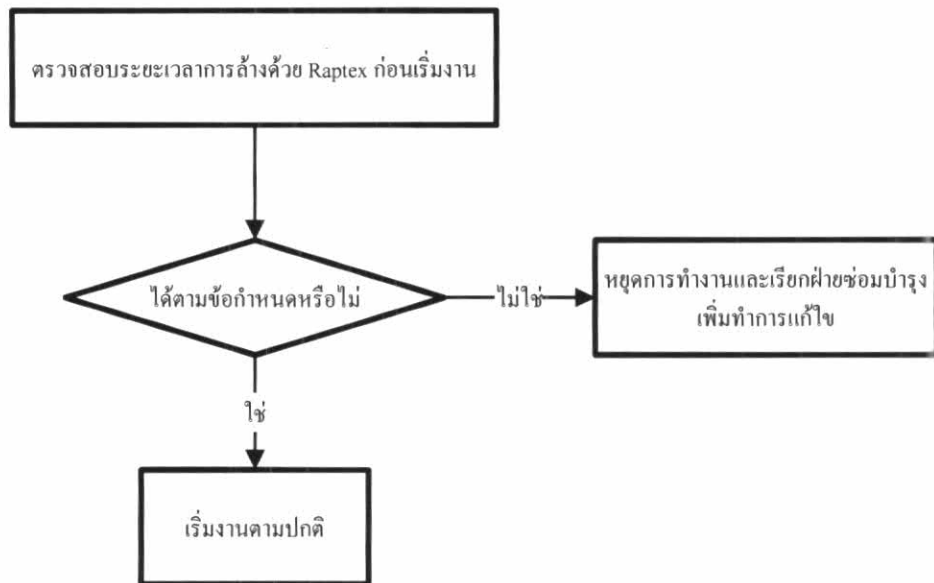 ตรวจสอบระยะเวลาการล้างด้วย Raptex ก่อนเริ่มงาน
ได้ตามข้อกำหนดหรือไม่
ไม่ใช่
หยุดการทำงานและเรียกฝ่ายซ่อมบำรุง
เพิ่มทำการแก้ไข
ใช่
เริ่มงานตามปกติ